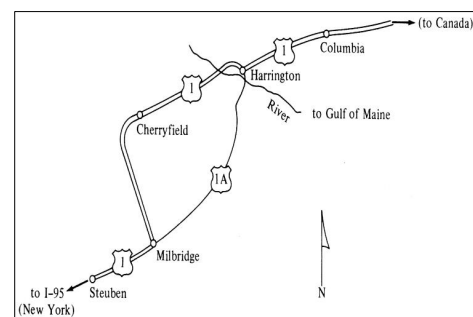 (to Canada)
Columbia
1
Harrington
1
River
to Gulf of Maine
Cherryfield
1A
Milbridge
1
Steuben
to I-95
(New York)
N